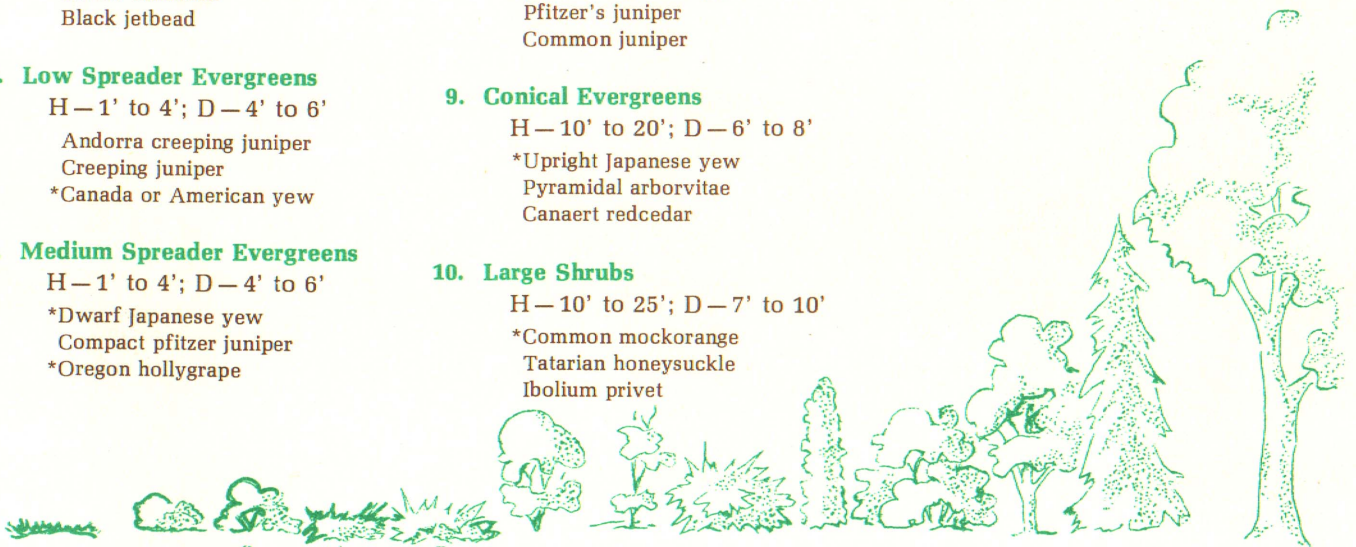 Black jetbead
. Low Spreader Evergreens
H — 1' to 4'; D — 4' to 6'
Andorra creeping juniper
Creeping juniper
*Canada or American yew
Medium Spreader Evergreens
H — 1' to 4'; D — 4' to 6'
*Dwarf Japanese yew
Compact pfitzer juniper
*Oregon hollygrape
Pfitzer's juniper
Common juniper
9. Conical Evergreens
H — 10' to 20'; D — 6' to 8'
*Upright Japanese yew
Pyramidal arborvitae
Canaert redcedar
10. Large Shrubs
H — 10' to 25'; D — 7' to 10'
*Common mockorange
Tatarian honeysuckle
Ibolium privet